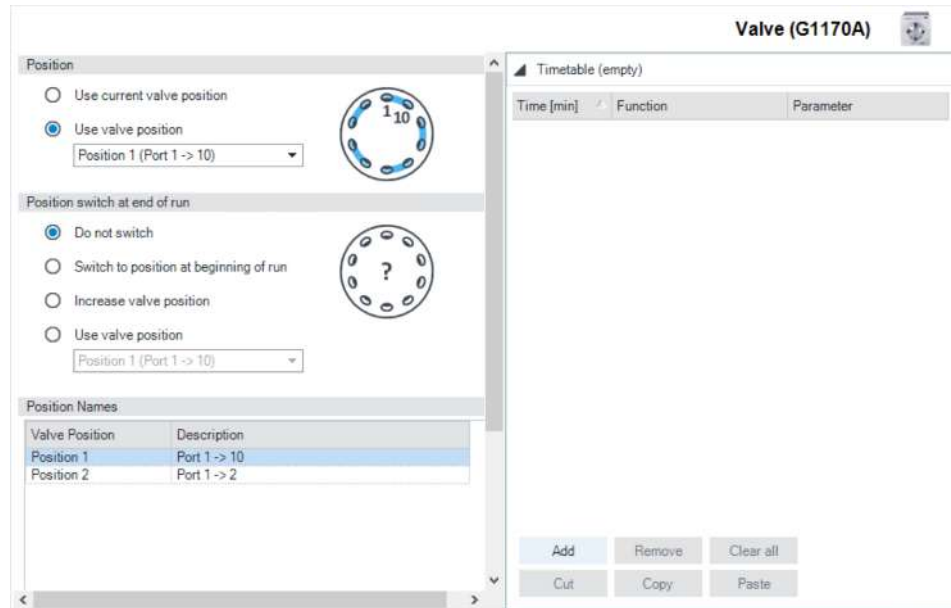 Valve (G1170A)
Position
Use current valve position
Use valve position
Position 1 (Port 1 -> 10)
1
10
Position switch at end of run
Do not switch
Switch to position at beginning of run
?
Increase valve position
Use valve position
Position 1 (Port 1 -> 10)
Position Names
Valve Position Description
Position 1 Port 1 -> 10
Position 2 Port 1 -> 2
Timetable (empty)
Time [min] Function Parameter
Add Remove Clear all
Cut Copy Paste